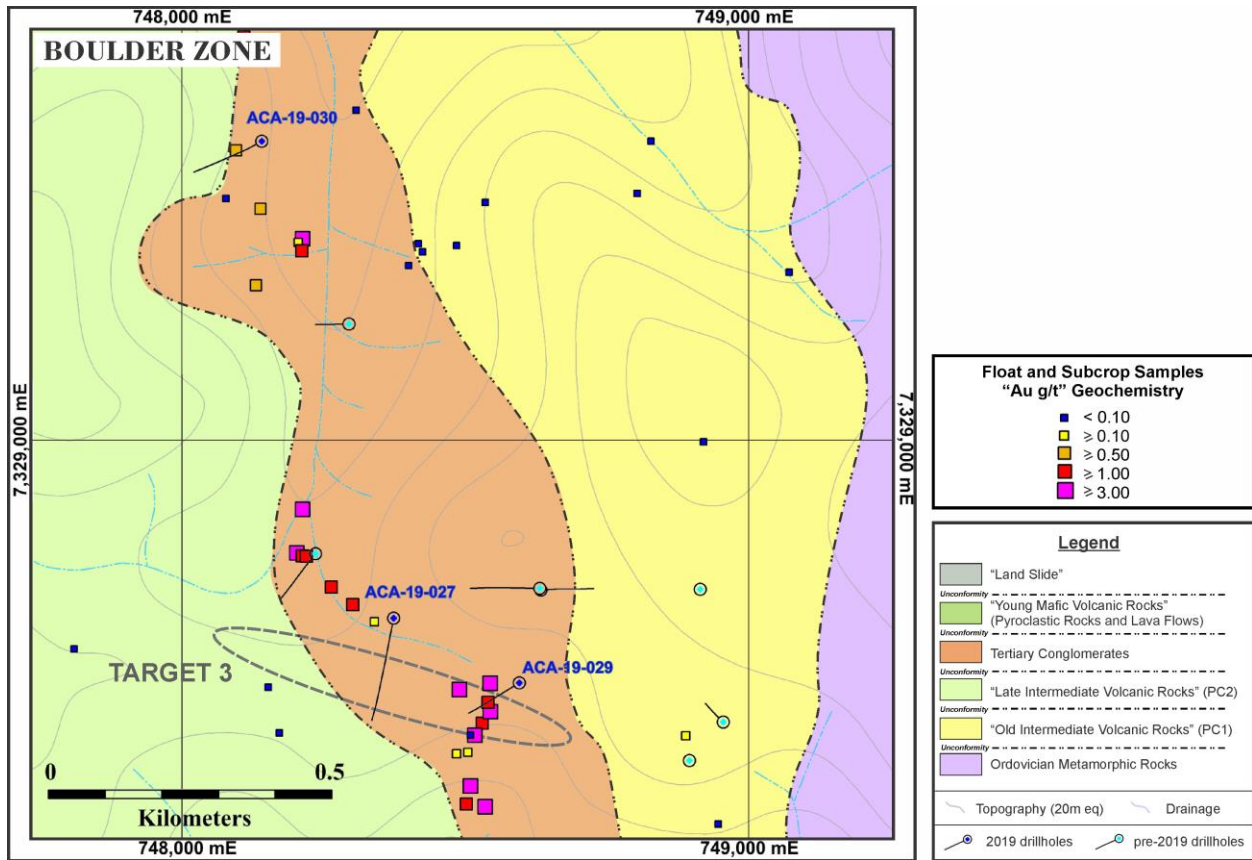 748,000 mE
749,000 mE
BOULDER ZONE
ACA-19-030
7,329,000 mE
7,329,000 mE
ACA-19-027
TARGET 3
ACA-19-029
0
0.5
Kilometers
748,000 mE
749,000 mE
Float and Subcrop Samples
“Au g/t” Geochemistry
< 0.10
⩾ 0.10
⩾ 0.50
⩾ 1.00
⩾ 3.00
Legend
“Land Slide”
Unconformity
“Young Mafic Volcanic Rocks”
(Pyroclastic Rocks and Lava Flows)
Unconformity
Tertiary Conglomerates
Unconformity
“Late Intermediate Volcanic Rocks” (PC2)
Unconformity
“Old Intermediate Volcanic Rocks” (PC1)
Unconformity
Ordovician Metamorphic Rocks
Topography (20m eq)
Drainage
2019 drillholes
pre-2019 drillholes